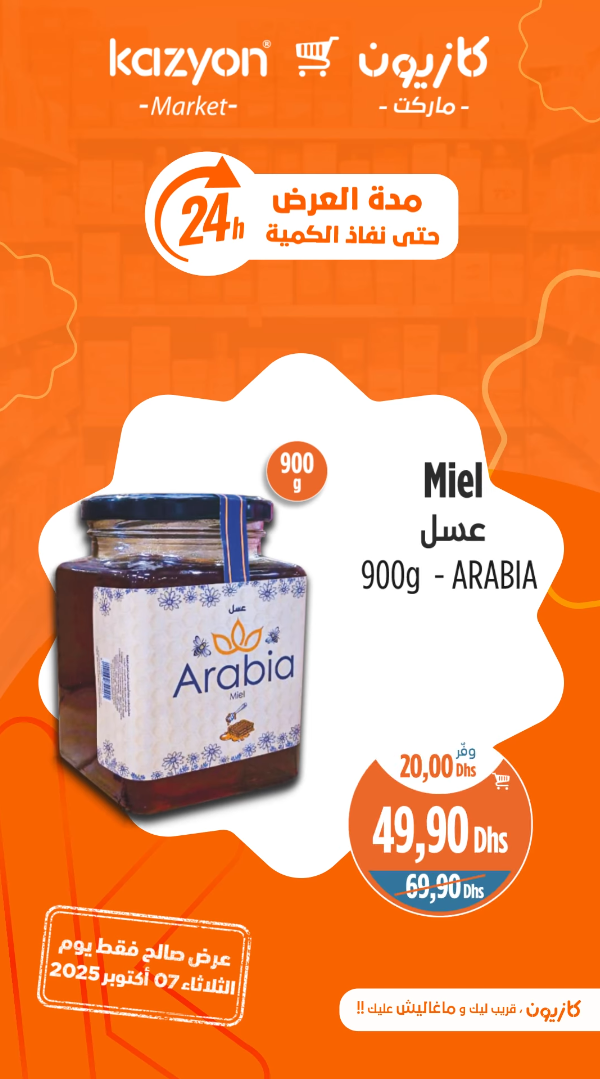 kazyon® كازيون
-Market- - ماركت -
24h
مدة العرض
حتى نفاذ الكمية
900
g
Miel
عسل
900g - ARABIA
عسل
Arabia
Miel
وفّر
20,00 Dhs
49,90 Dhs
69,90 Dhs
عرض صالح فقط يوم
الثلاثاء 07 أكتوبر 2025
كازيون ، قريب ليك و ماغاليش عليك !!